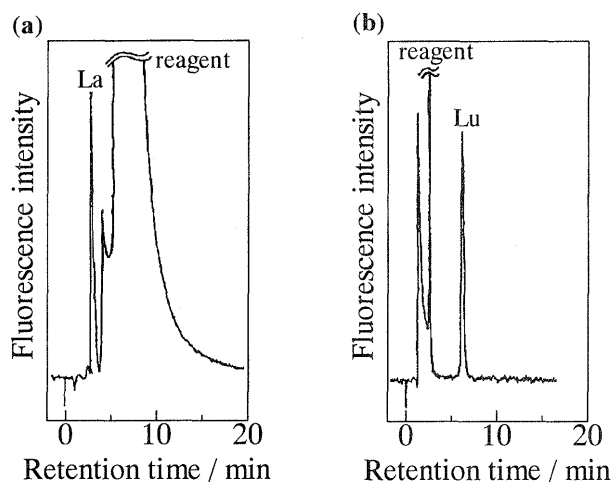 (a)
reagent
La
Fluorescence intensity
0 10 20
Retention time / min
(b)
reagent
Lu
Fluorescence intensity
0 10 20
Retention time / min